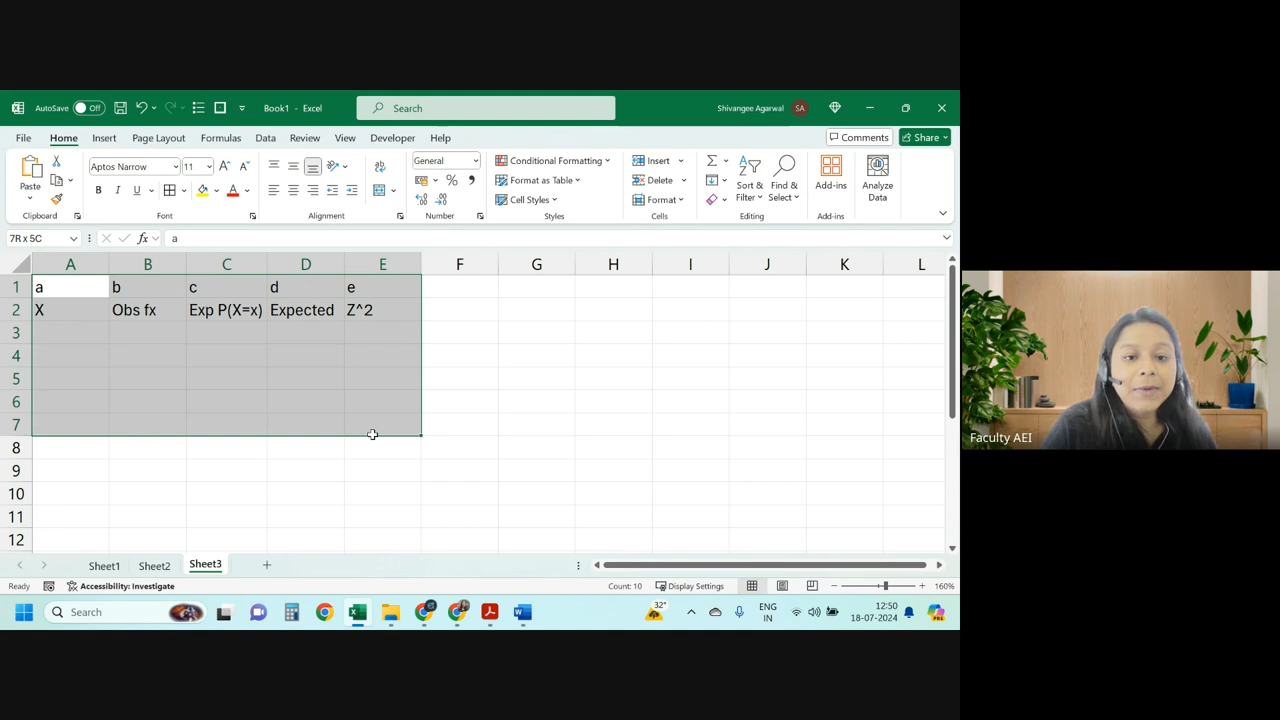 AutoSave Off Book1 - Excel Search Shivangee Agarwal SA
File Home Insert Page Layout Formulas Data Review View Developer Help Comments Share
Paste Aptos Narrow 11 A A General Conditional Formatting Insert Sort & Find & Add-ins Analyze
B I U A % Format as Table Delete Filter Select Data
Cell Styles Format
Clipboard Font Alignment Number Styles Cells Editing Add-ins
7R x 5C fx a
A B C D E F G H I J K L
1 a b c d e
2 X Obs fx Exp P(X=x) Expected Z^2
3
4
5
6
7
8
9
10
11
12
Sheet1 Sheet2 Sheet3
Ready Accessibility: Investigate Count: 10 Display Settings 160%
Search 32° ENG 12:50
IN 18-07-2024
Faculty AEI